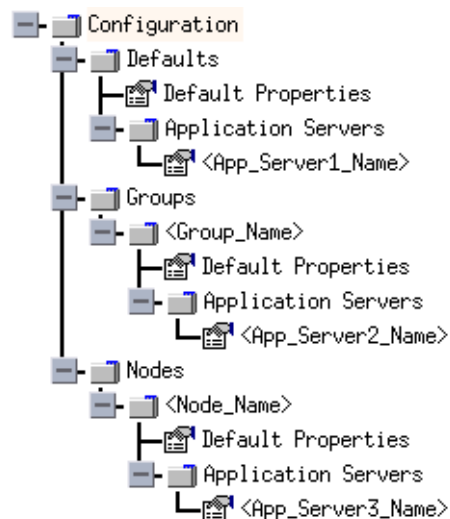 Configuration
Defaults
Default Properties
Application Servers
<App_Server1_Name>
Groups
<Group_Name>
Default Properties
Application Servers
<App_Server2_Name>
Nodes
<Node_Name>
Default Properties
Application Servers
<App_Server3_Name>